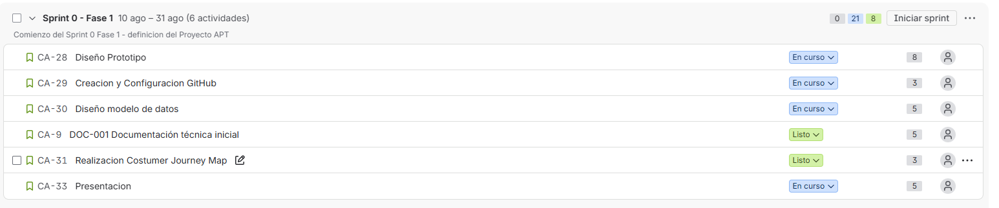 Sprint 0 - Fase 1 10 ago – 31 ago (6 actividades) 0 21 8 Iniciar sprint
Comienzo del Sprint 0 Fase 1 - definicion del Proyecto APT
CA-28 Diseño Prototipo En curso 8
CA-29 Creacion y Configuracion GitHub En curso 3
CA-30 Diseño modelo de datos En curso 5
CA-9 DOC-001 Documentación técnica inicial Listo 5
CA-31 Realizacion Costumer Journey Map Listo 3
CA-33 Presentacion En curso 5